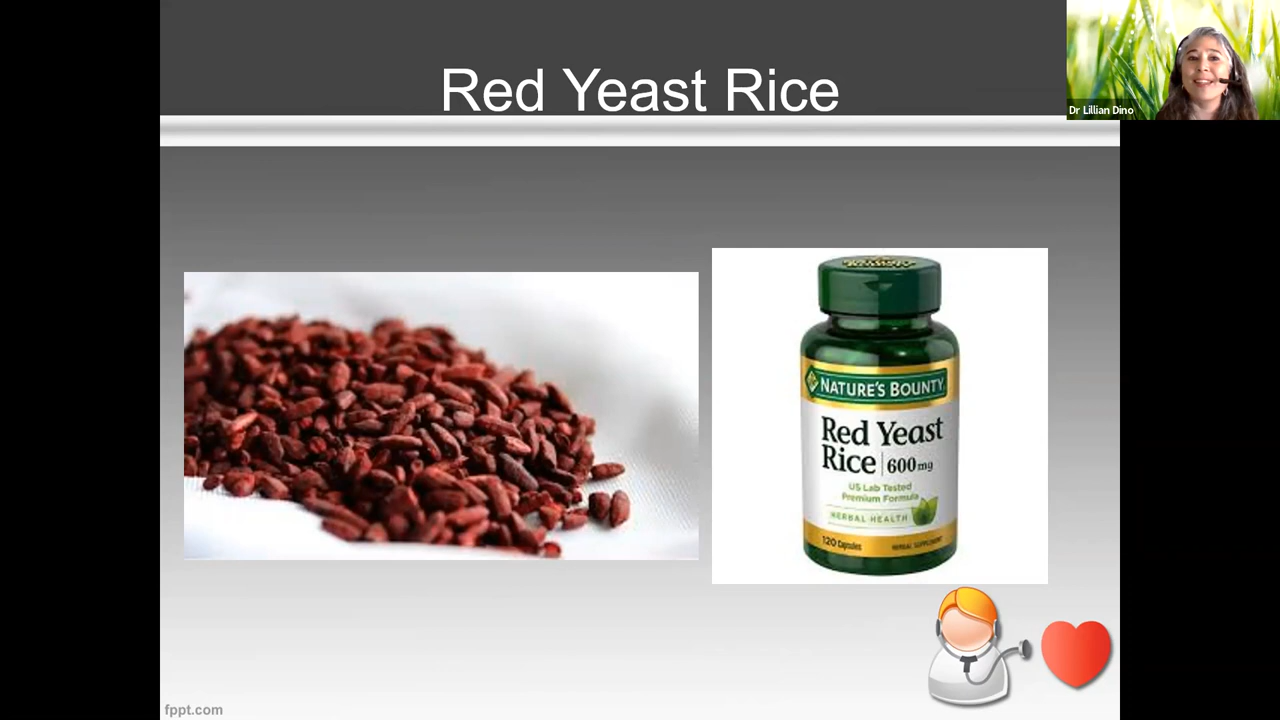 Red Yeast Rice
Dr Lillian Dino
NATURE'S BOUNTY
Red Yeast
Rice 600mg
US Lab Tested
Premium Formula
HERBAL HEALTH
120 Capsules
HERBAL SUPPLEMENT
fppt.com